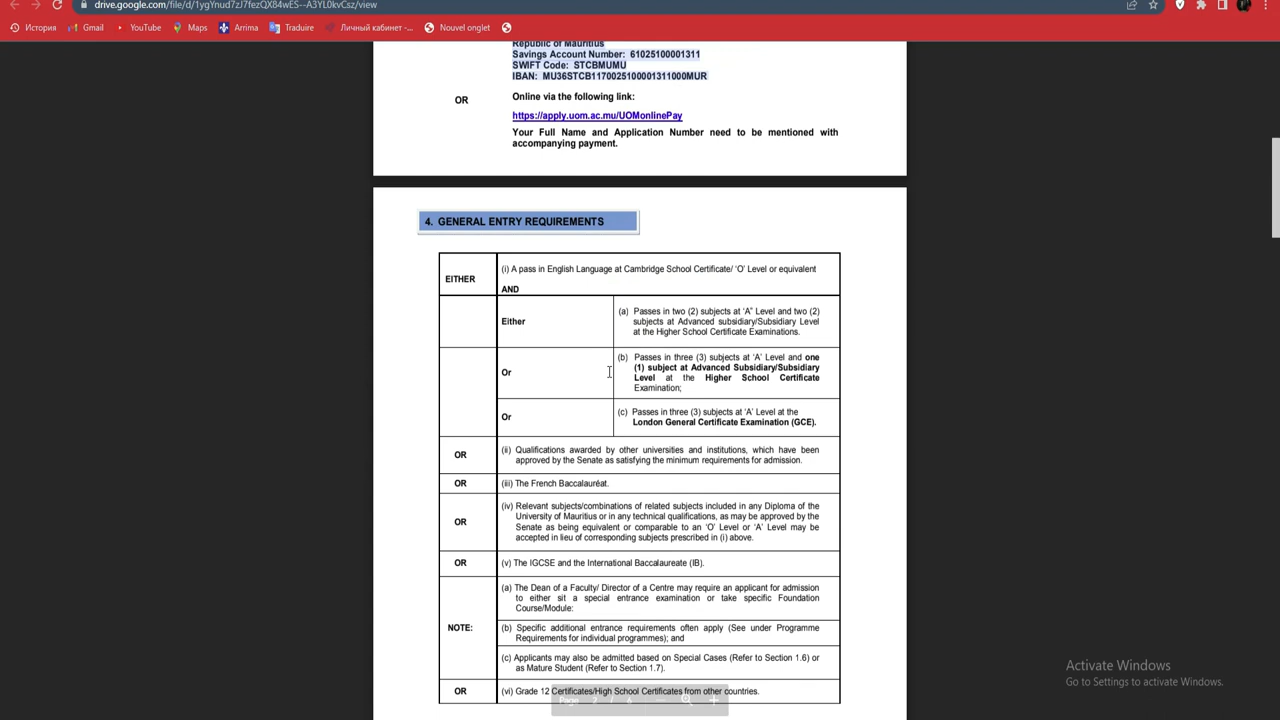 drive.google.com/file/d/1ygYnud7zJ7fezQX84wES--A3YL0kvCsz/view
История Gmail YouTube Maps Arrima Traduire Личный кабинет -... Nouvel onglet
Republic of Mauritius
Savings Account Number: 61025100001311
SWIFT Code: STCBMUMU
IBAN: MU36STCB1170025100001311000MUR
OR
Online via the following link:
https://apply.uom.ac.mu/UOMonlinePay
Your Full Name and Application Number need to be mentioned with
accompanying payment.
4. GENERAL ENTRY REQUIREMENTS
EITHER
(i) A pass in English Language at Cambridge School Certificate/ 'O' Level or equivalent
AND
Either
(a) Passes in two (2) subjects at 'A" Level and two (2)
subjects at Advanced subsidiary/Subsidiary Level
at the Higher School Certificate Examinations.
Or
(b) Passes in three (3) subjects at 'A' Level and one
(1) subject at Advanced Subsidiary/Subsidiary
Level at the Higher School Certificate
Examination;
Or
(c) Passes in three (3) subjects at 'A' Level at the
London General Certificate Examination (GCE).
OR
(ii) Qualifications awarded by other universities and institutions, which have been
approved by the Senate as satisfying the minimum requirements for admission.
OR
(iii) The French Baccalauréat.
OR
(iv) Relevant subjects/combinations of related subjects included in any Diploma of the
University of Mauritius or in any technical qualifications, as may be approved by the
Senate as being equivalent or comparable to an 'O' Level or 'A' Level may be
accepted in lieu of corresponding subjects prescribed in (i) above.
OR
(v) The IGCSE and the International Baccalaureate (IB).
NOTE:
(a) The Dean of a Faculty/ Director of a Centre may require an applicant for admission
to either sit a special entrance examination or take specific Foundation
Course/Module:
(b) Specific additional entrance requirements often apply (See under Programme
Requirements for individual programmes); and
(c) Applicants may also be admitted based on Special Cases (Refer to Section 1.6) or
as Mature Student (Refer to Section 1.7).
OR
(vi) Grade 12 Certificates/High School Certificates from other countries.
Page 2 /
Activate Windows
Go to Settings to activate Windows.